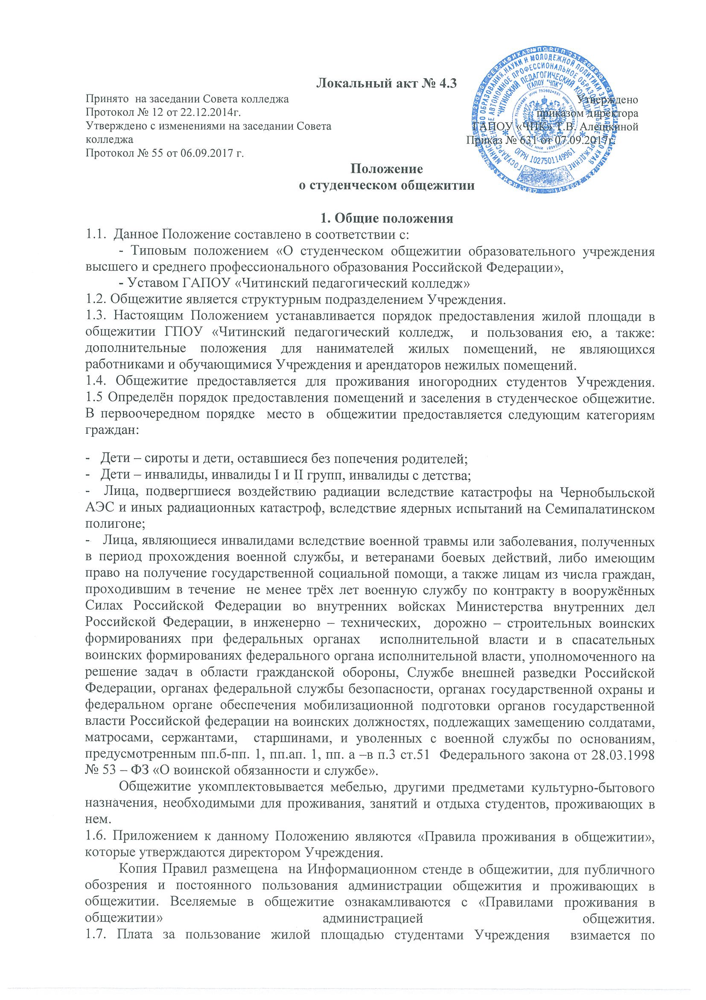 Локальный акт № 4.3
Принято  на заседании Совета колледжа
Протокол № 12 от 22.12.2014г.
Утверждено с изменениями на заседании Совета
колледжа
Протокол № 55 от 06.09.2017 г.
Утверждено
приказом директора
ГАПОУ «ЧПК» Т.В. Алешкиной
Приказ № 631 от 07.09.2017г.
МИНИСТЕРСТВО ОБРАЗОВАНИЯ, НАУКИ И МОЛОДЕЖНОЙ ПОЛИТИКИ ЗАБАЙКАЛЬСКОГО КРАЯ
ГОСУДАРСТВЕННОЕ АВТОНОМНОЕ ПРОФЕССИОНАЛЬНОЕ ОБРАЗОВАТЕЛЬНОЕ УЧРЕЖДЕНИЕ
"ЧИТИНСКИЙ ПЕДАГОГИЧЕСКИЙ КОЛЛЕДЖ"
(ГАПОУ "ЧПК")
ИНН 7536024561
ОГРН 1027501149961
Положение
о студенческом общежитии
1. Общие положения
1.1.  Данное Положение составлено в соответствии с:
- Типовым положением «О студенческом общежитии образовательного учреждения
высшего и среднего профессионального образования Российской Федерации»,
- Уставом ГАПОУ «Читинский педагогический колледж»
1.2. Общежитие является структурным подразделением Учреждения.
1.3. Настоящим Положением устанавливается порядок предоставления жилой площади в
общежитии ГПОУ «Читинский педагогический колледж,  и пользования ею, а также:
дополнительные положения для нанимателей жилых помещений, не являющихся
работниками и обучающимися Учреждения и арендаторов нежилых помещений.
1.4. Общежитие предоставляется для проживания иногородних студентов Учреждения.
1.5 Определён порядок предоставления помещений и заселения в студенческое общежитие.
В первоочередном порядке  место в  общежитии предоставляется следующим категориям
граждан:
-   Дети – сироты и дети, оставшиеся без попечения родителей;
-   Дети – инвалиды, инвалиды I и II групп, инвалиды с детства;
-  Лица, подвергшиеся воздействию радиации вследствие катастрофы на Чернобыльской
АЭС и иных радиационных катастроф, вследствие ядерных испытаний на Семипалатинском
полигоне;
-   Лица, являющиеся инвалидами вследствие военной травмы или заболевания, полученных
в период прохождения военной службы, и ветеранами боевых действий, либо имеющим
право на получение государственной социальной помощи, а также лицам из числа граждан,
проходившим в течение  не менее трёх лет военную службу по контракту в вооружённых
Силах Российской Федерации во внутренних войсках Министерства внутренних дел
Российской Федерации, в инженерно – технических,  дорожно – строительных воинских
формированиях при федеральных органах  исполнительной власти и в спасательных
воинских формированиях федерального органа исполнительной власти, уполномоченного на
решение задач в области гражданской обороны, Службе внешней разведки Российской
Федерации, органах федеральной службы безопасности, органах государственной охраны и
федеральном органе обеспечения мобилизационной подготовки органов государственной
власти Российской федерации на воинских должностях, подлежащих замещению солдатами,
матросами, сержантами,  старшинами, и уволенных с военной службы по основаниям,
предусмотренным пп.б-пп. 1, пп.ап. 1, пп. а –в п.3 ст.51  Федерального закона от 28.03.1998
№ 53 – ФЗ «О воинской обязанности и службе».
Общежитие укомплектовывается мебелью, другими предметами культурно-бытового
назначения, необходимыми для проживания, занятий и отдыха студентов, проживающих в
нем.
1.6. Приложением к данному Положению являются «Правила проживания в общежитии»,
которые утверждаются директором Учреждения.
Копия Правил размещена  на Информационном стенде в общежитии, для публичного
обозрения и постоянного пользования администрации общежития и проживающих в
общежитии. Вселяемые в общежитие ознакамливаются с «Правилами проживания в
общежитии» администрацией общежития.
1.7. Плата за пользование жилой площадью студентами Учреждения  взимается по